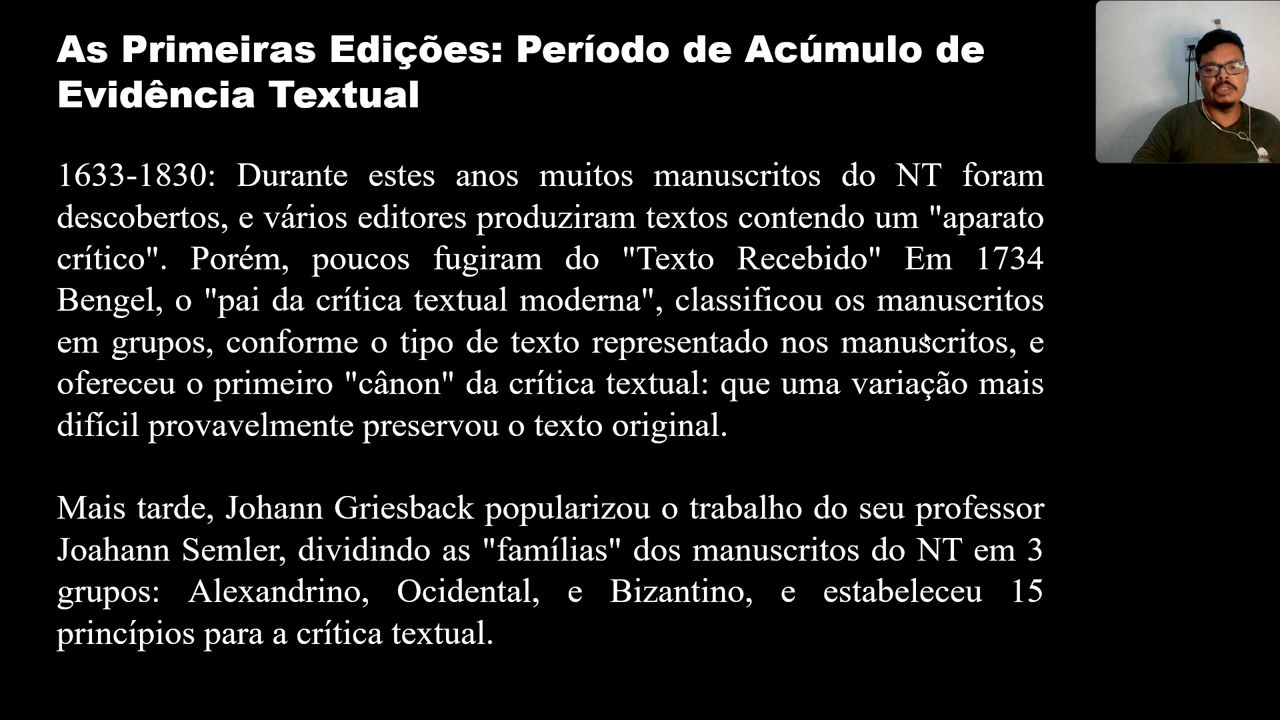 As Primeiras Edições: Período de Acúmulo de
Evidência Textual
1633-1830: Durante estes anos muitos manuscritos do NT foram
descobertos, e vários editores produziram textos contendo um "aparato
crítico". Porém, poucos fugiram do "Texto Recebido" Em 1734
Bengel, o "pai da crítica textual moderna", classificou os manuscritos
em grupos, conforme o tipo de texto representado nos manuscritos, e
ofereceu o primeiro "cânon" da crítica textual: que uma variação mais
difícil provavelmente preservou o texto original.
Mais tarde, Johann Griesback popularizou o trabalho do seu professor
Joahann Semler, dividindo as "famílias" dos manuscritos do NT em 3
grupos: Alexandrino, Ocidental, e Bizantino, e estabeleceu 15
princípios para a crítica textual.